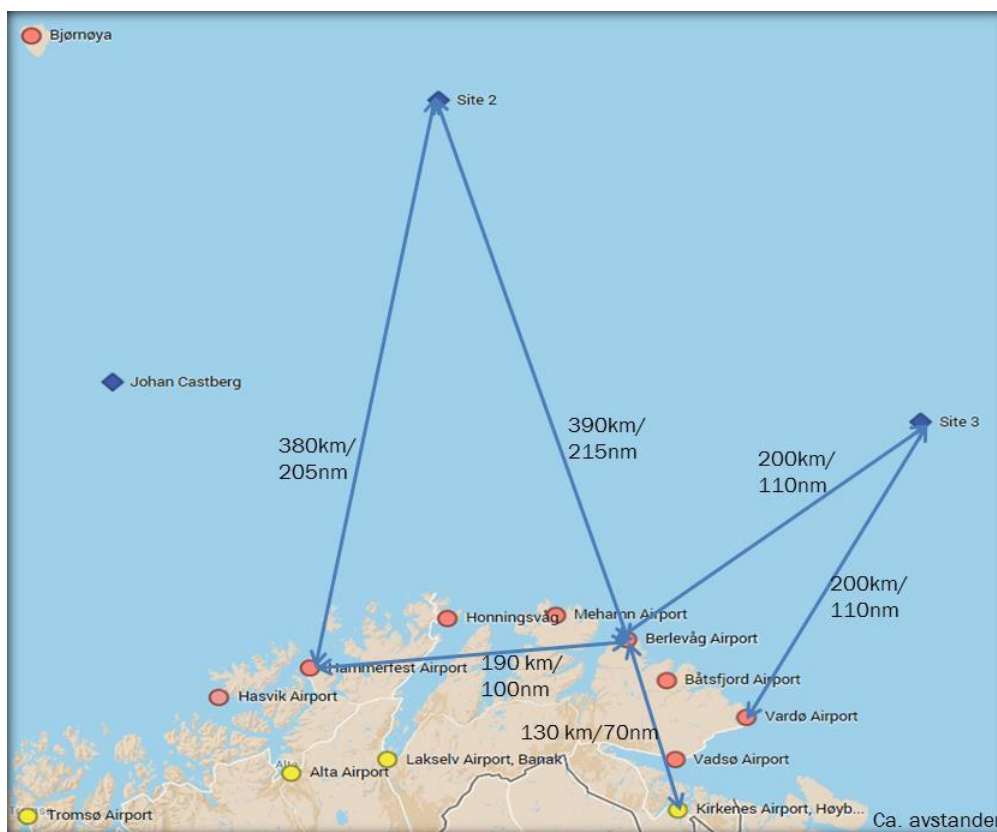 Bjørnøya
Site 2
Johan Castberg
380km/
205nm
390km/
215nm
Site 3
200km/
110nm
200km/
110nm
Honningsvåg
Mehamn Airport
Berlevåg Airport
Hammerfest Airport
190 km/
100nm
Båtsfjord Airport
Hasvik Airport
Vardø Airport
130 km/70nm
Lakselv Airport, Banak
Vadsø Airport
Alta
Alta Airport
Kirkenes Airport, Høyb...
Tromsø Airport
Ca. avstander